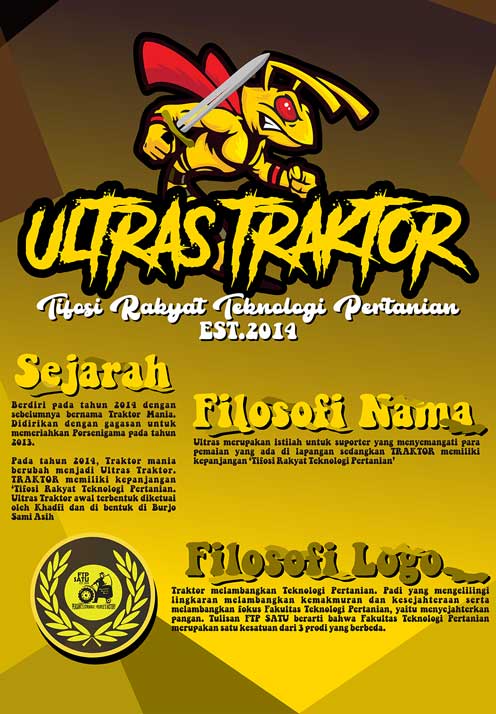 ULTRAS TRAKTOR
Tifosi Rakyat Teknologi Pertanian
EST.2014
Sejarah
Berdiri pada tahun 2014 dengan
sebelumnya bernama Traktor Mania.
Didirikan dengan gagasan untuk
memeriahkan Porsenigama pada tahun
2013.
Pada tahun 2014, Traktor mania
berubah menjadi Ultras Traktor.
TRAKTOR memiliki kepanjangan
'Tifosi Rakyat Teknologi Pertanian.
Ultras Traktor awal terbentuk diketuai
oleh Khadii dan di bentuk di Burjo
Sami Asih
Filosofi Nama
Ultras merupakan istilah untuk suporter yang menyemangati para
pemain yang ada di lapangan sedangkan TRAKTOR memiliki
kepanjangan 'Tifosi Rakyat Teknologi Pertanian'
Filosofi Logo
Traktor melambangkan Teknologi Pertanian. Padi yang mengelilingi
lingkaran melambangkan kemakmuran dan kesejahteraan serta
melambangkan fokus Fakultas Teknologi Pertanian, yaitu menyejahterkan
pangan. Tulisan FTP SATU berarti bahwa Fakultas Teknologi Pertanian
merupakan satu kesatuan dari 3 prodi yang berbeda.
FTP
SATU